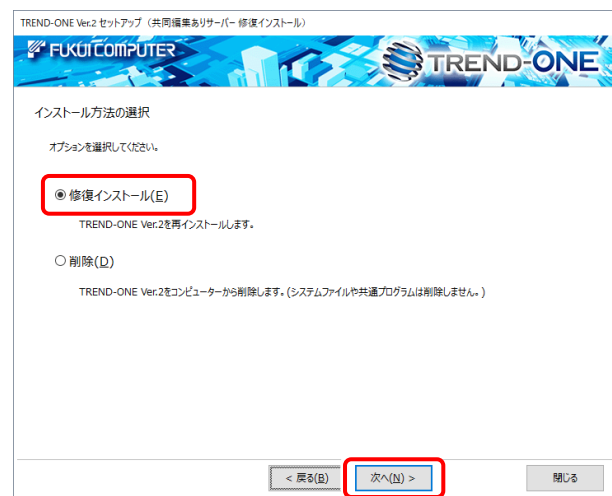 TREND-ONE Ver.2 セットアップ（共同編集ありサーバー 修復インストール）
FUKUI COMPUTER
TREND-ONE
インストール方法の選択
オプションを選択してください。
修復インストール(E)
TREND-ONE Ver.2を再インストールします。
削除(D)
TREND-ONE Ver.2をコンピューターから削除します。(システムファイルや共通プログラムは削除しません。)
< 戻る(B) 次へ(N) > 閉じる